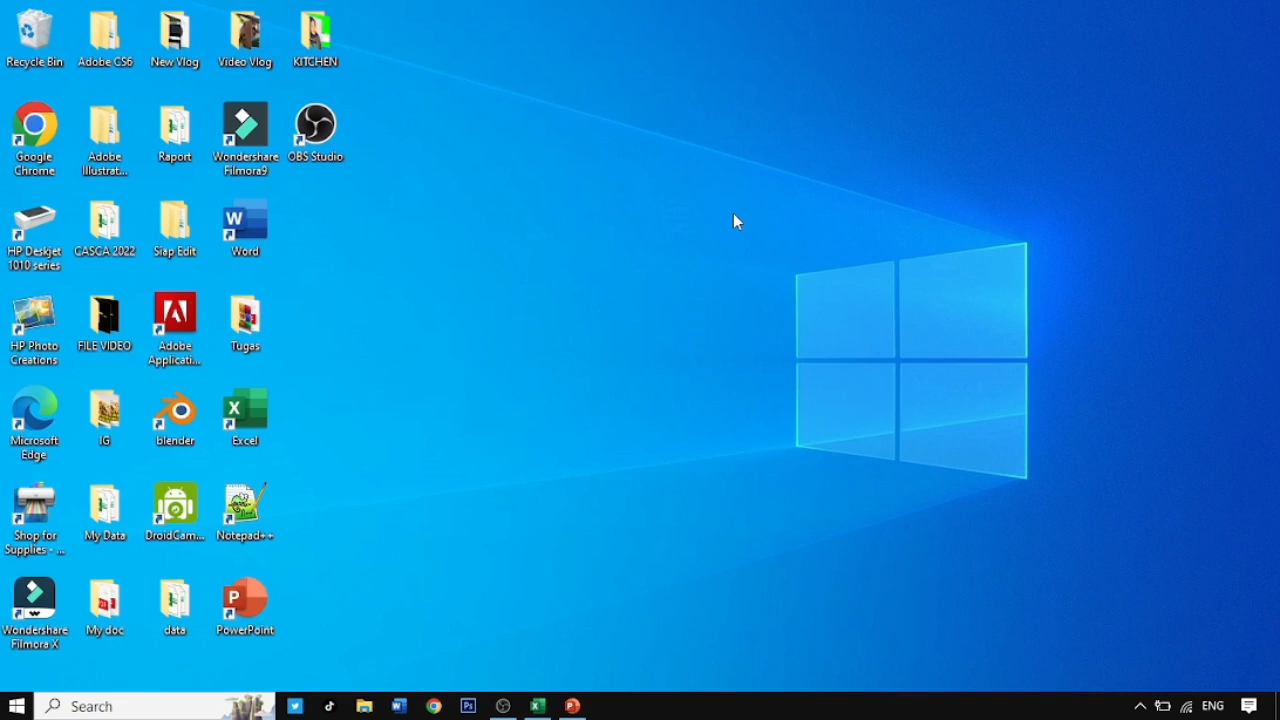 Recycle Bin
Adobe CS6
New Vlog
Video Vlog
KITCHEN
Google
Chrome
Adobe
Illustrat...
Raport
Wondershare
Filmora9
OBS Studio
HP Deskjet
1010 series
CASCA 2022
Siap Edit
Word
HP Photo
Creations
FILE VIDEO
Adobe
Applicati...
Tugas
Microsoft
Edge
IG
blender
Excel
Shop for
Supplies - ...
My Data
DroidCam...
Notepad++
Wondershare
Filmora X
My doc
data
PowerPoint
Search
Ps
ENG